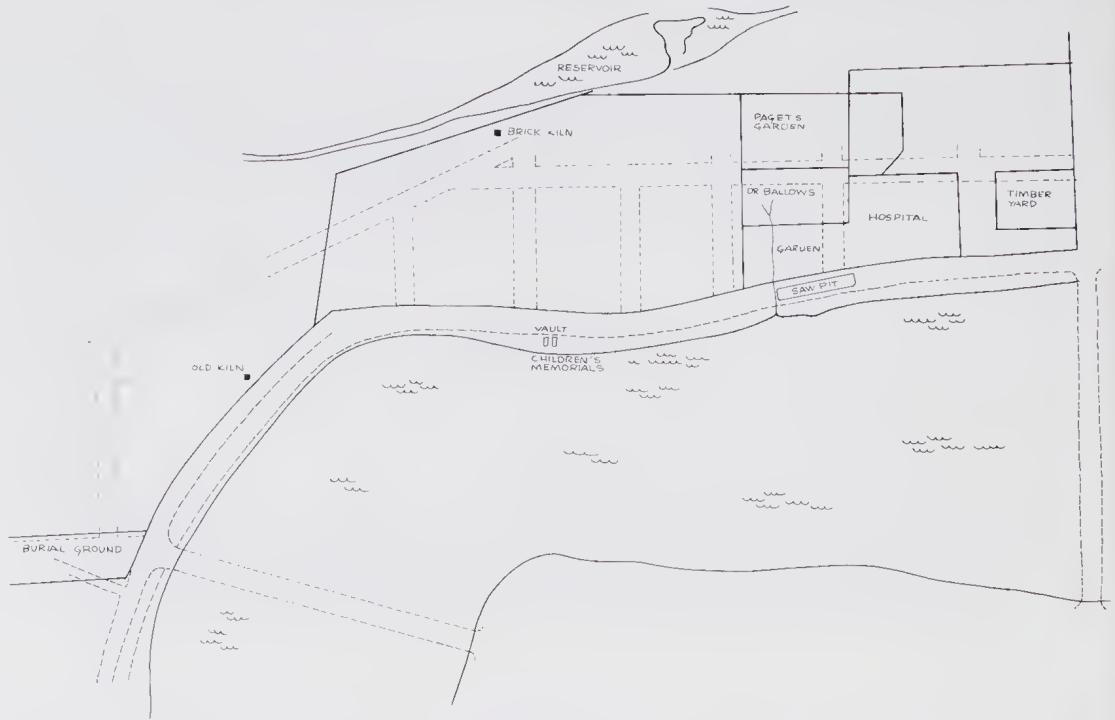 RESERVOIR
BRICK KILN
PAGETS
GARDEN
DR BALLOWS
GARDEN
HOSPITAL
TIMBER
YARD
SAW PIT
VAULT
CHILDREN'S
MEMORIALS
OLD KILN
BURIAL GROUND